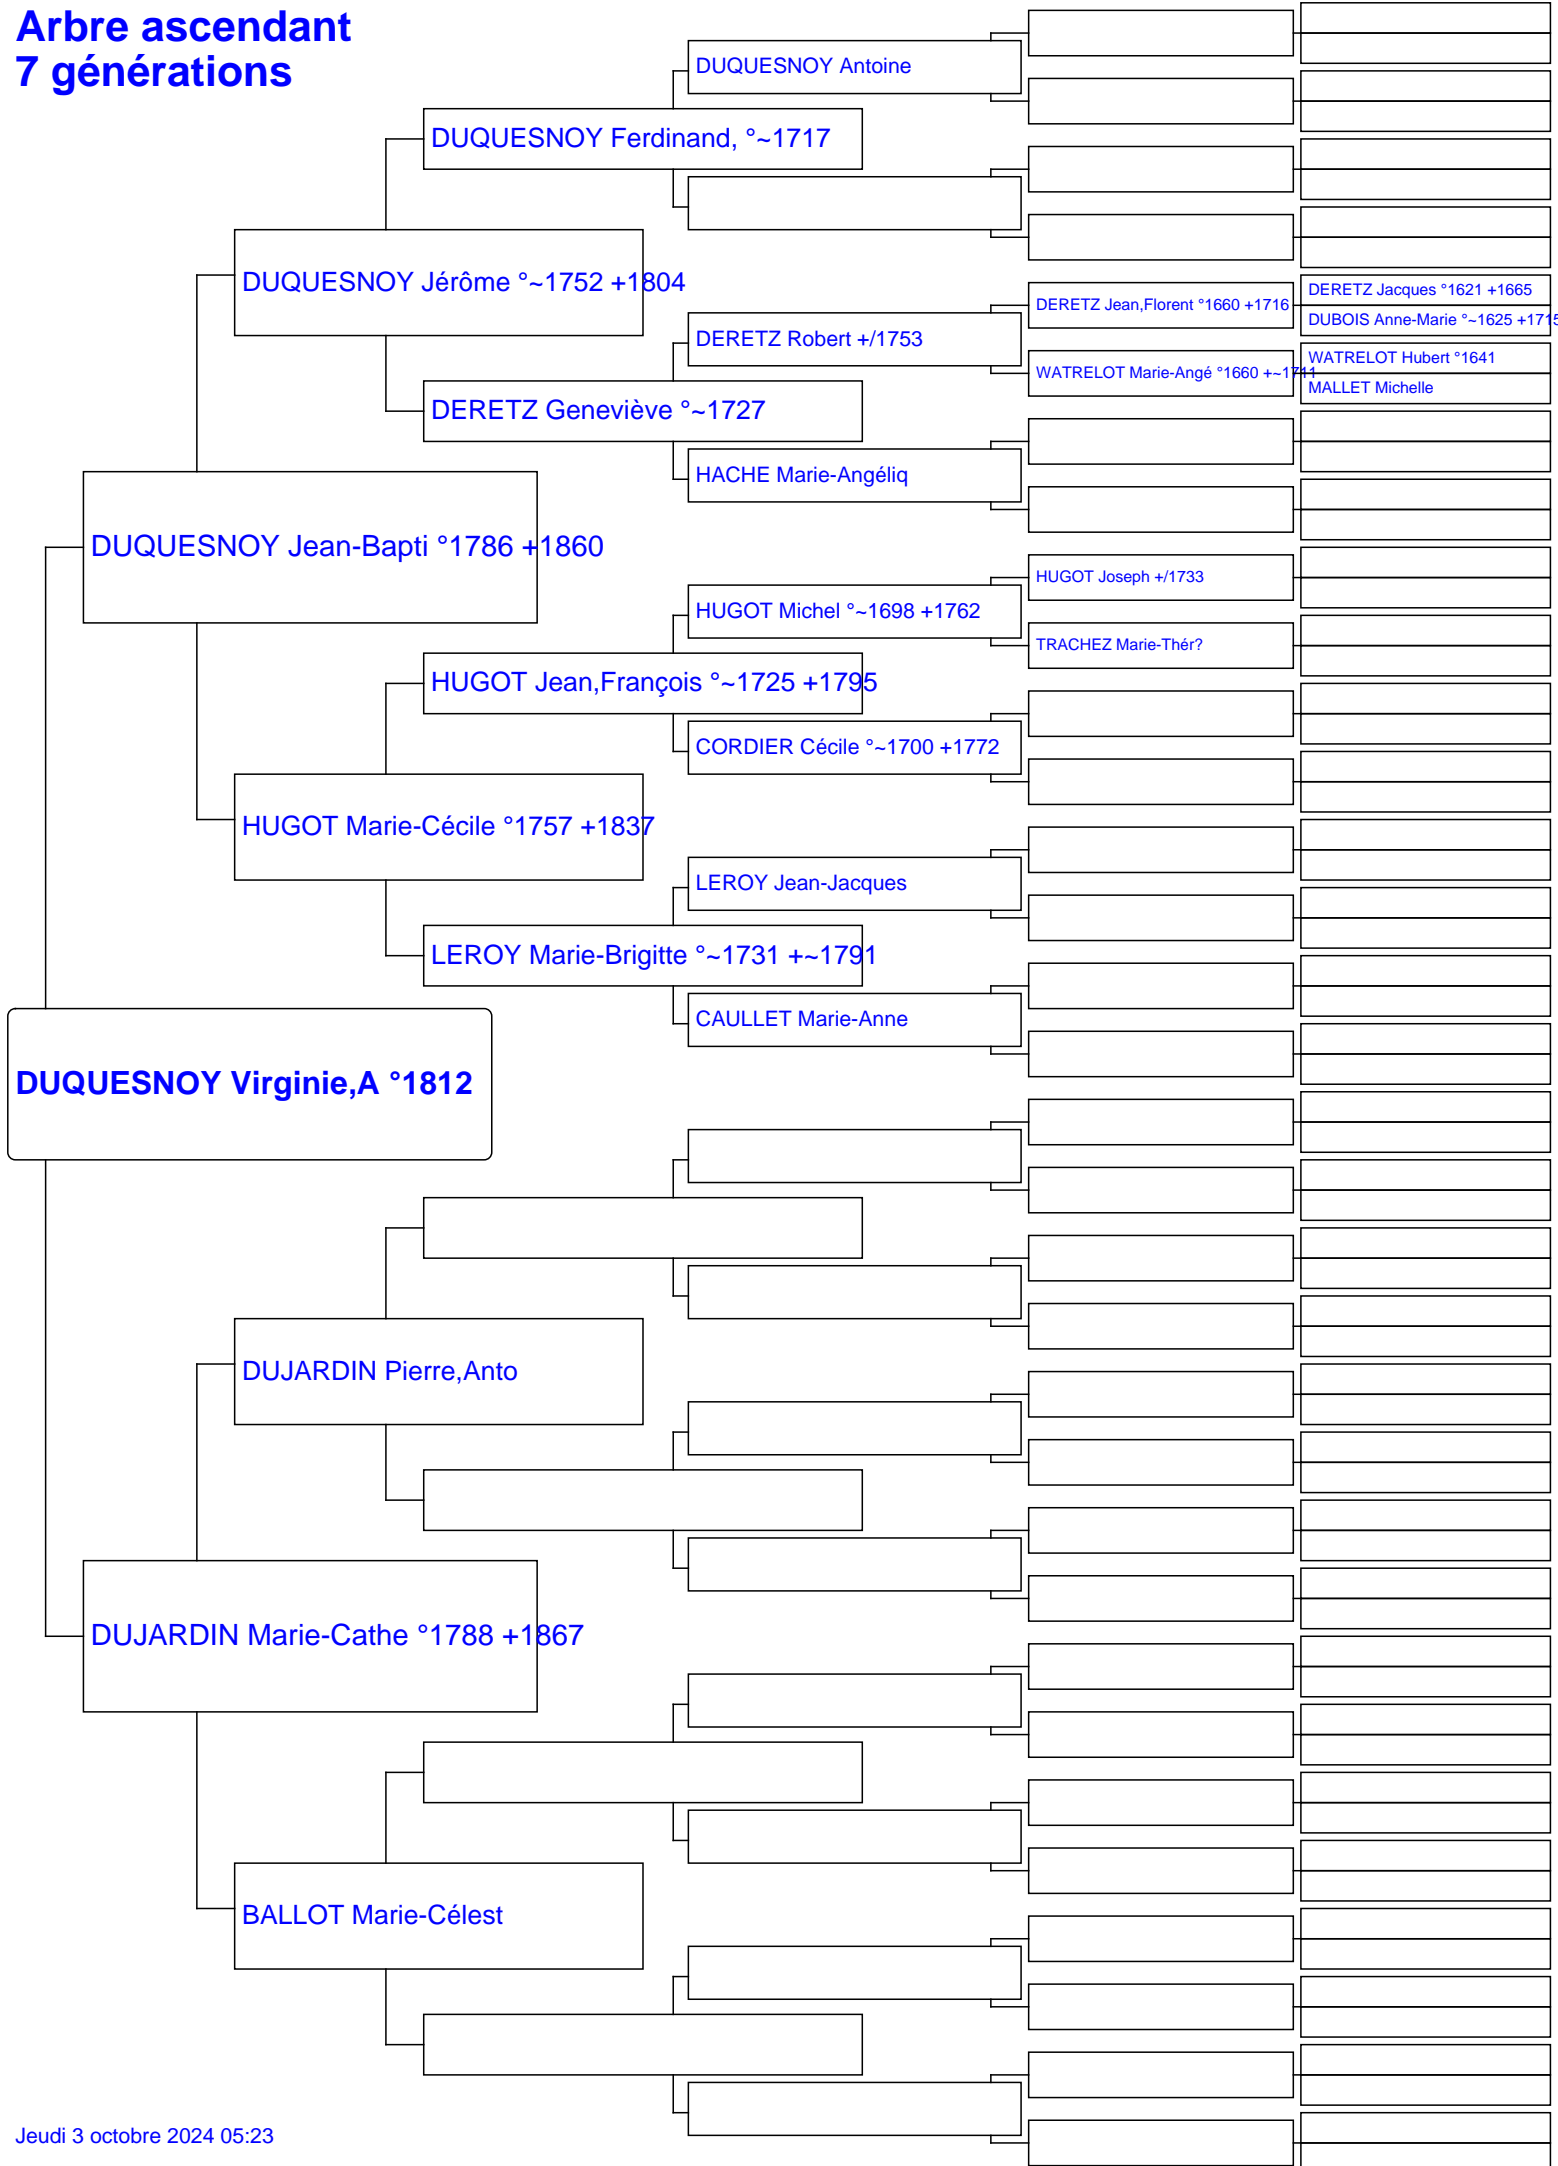 Arbre ascendant
7 générations
DUQUESNOY Antoine
DUQUESNOY Ferdinand, °~1717
DUQUESNOY Jérôme °~1752 +1804
DERETZ Jacques °1621 +1665
DERETZ Jean,Florent °1660 +1716
DUBOIS Anne-Marie °~1625 +1715
DERETZ Robert +/1753
WATRELOT Hubert °1641
WATRELOT Marie-Angé °1660 +~1711
MALLET Michelle
DERETZ Geneviève °~1727
HACHE Marie-Angéliq
DUQUESNOY Jean-Bapti °1786 +1860
HUGOT Joseph +/1733
HUGOT Michel °~1698 +1762
TRACHEZ Marie-Thér?
HUGOT Jean,François °~1725 +1795
CORDIER Cécile °~1700 +1772
HUGOT Marie-Cécile °1757 +1837
LEROY Jean-Jacques
LEROY Marie-Brigitte °~1731 +~1791
CAULLET Marie-Anne
DUQUESNOY Virginie,A °1812
DUJARDIN Pierre,Anto
DUJARDIN Marie-Cathe °1788 +1867
BALLOT Marie-Célest
Jeudi 3 octobre 2024 05:23